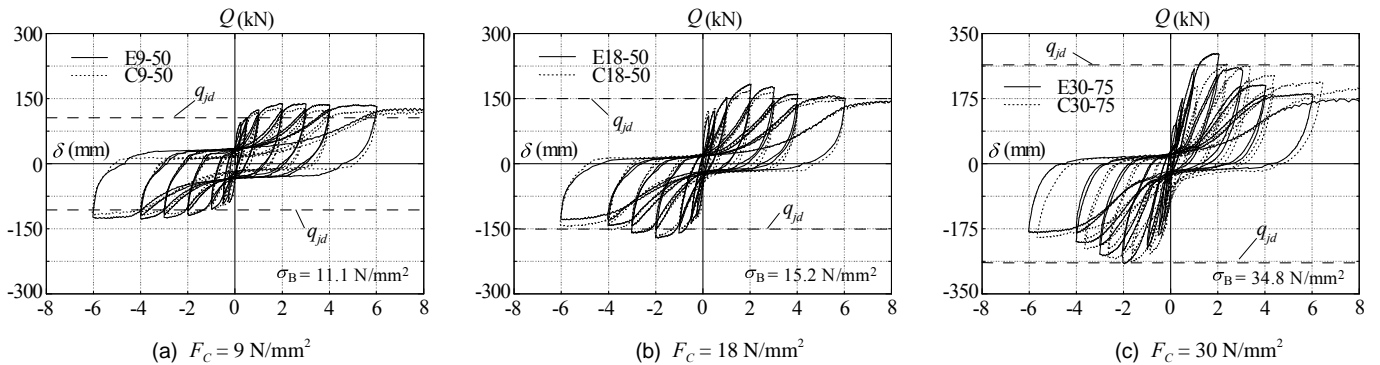 Q (kN)
300
E9-50
C9-50
q_jd
150
δ (mm)
0
-150
q_jd
σ_B = 11.1 N/mm²
-300
-8 -6 -4 -2 0 2 4 6 8
(a) F_C = 9 N/mm²
Q (kN)
300
E18-50
C18-50
150
q_jd
δ (mm)
0
q_jd
-150
σ_B = 15.2 N/mm²
-300
-8 -6 -4 -2 0 2 4 6 8
(b) F_C = 18 N/mm²
Q (kN)
350
q_jd
E30-75
175
C30-75
δ (mm)
0
-175
q_jd
σ_B = 34.8 N/mm²
-350
-8 -6 -4 -2 0 2 4 6 8
(c) F_C = 30 N/mm²